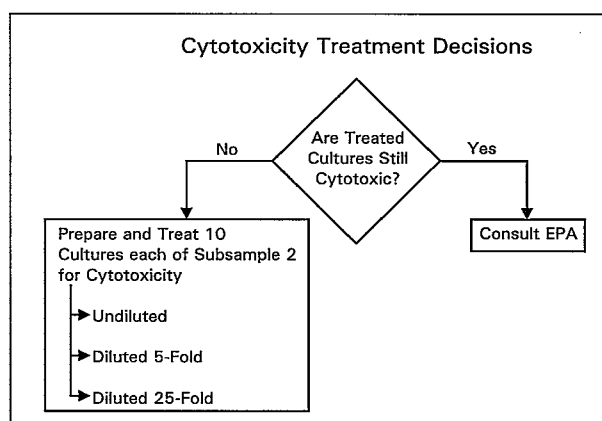 Cytotoxicity Treatment Decisions
Are Treated
Cultures Still
Cytotoxic?
No
Yes
Prepare and Treat 10
Cultures each of Subsample 2
for Cytotoxicity
Undiluted
Diluted 5-Fold
Diluted 25-Fold
Consult EPA